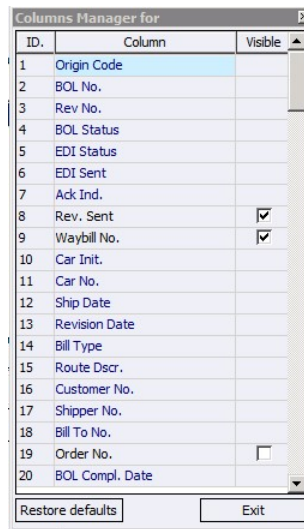 Columns Manager for
ID. Column Visible
1 Origin Code
2 BOL No.
3 Rev No.
4 BOL Status
5 EDI Status
6 EDI Sent
7 Ack Ind.
8 Rev. Sent
9 Waybill No.
10 Car Init.
11 Car No.
12 Ship Date
13 Revision Date
14 Bill Type
15 Route Dscr.
16 Customer No.
17 Shipper No.
18 Bill To No.
19 Order No.
20 BOL Compl. Date
Restore defaults Exit